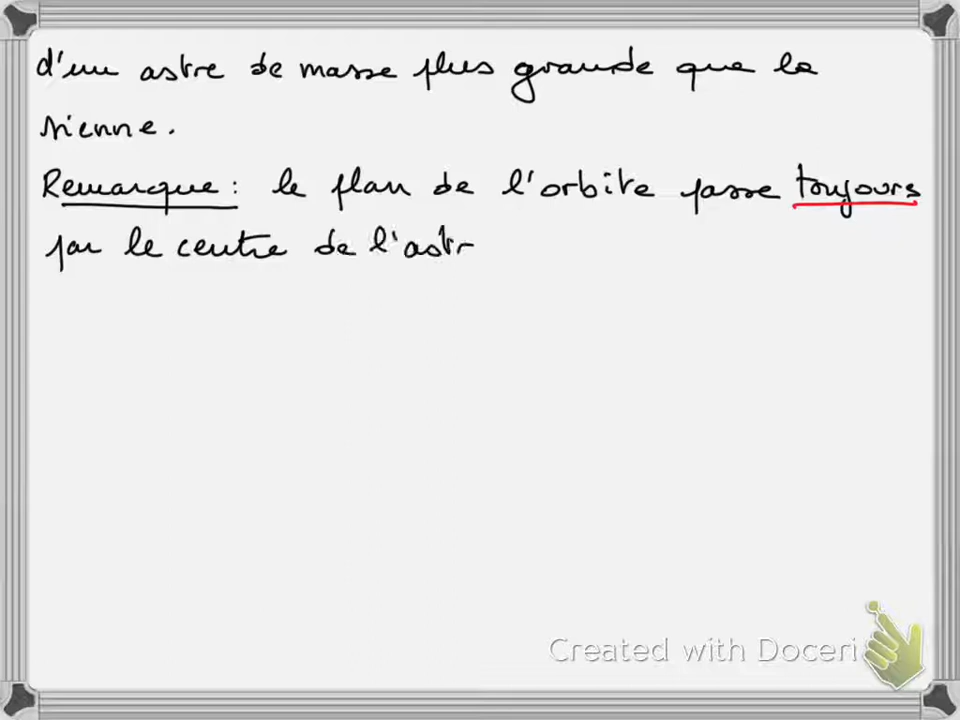 d'un astre de masse plus grande que la
sienne.
Remarque : le plan de l'orbite passe toujours
par le centre de l'astr
Created with Doceri